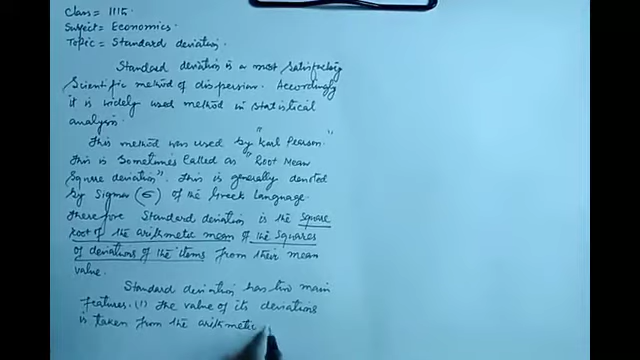 Class = 11th.
Subject = Economics.
Topic = Standard deviation.
Standard deviation is a most satisfactory
Scientific method of dispersion. Accordingly
it is widely used method in statistical
analysis.
This method was used by "Karl Pearson."
This is sometimes called as "Root Mean
Square deviation". This is generally denoted
by Sigma (σ) of the Greek Language.
Therefore Standard deviation is the square
root of the arithmetic mean of the squares
of deviations of the items from their mean
value.
Standard deviation has two main
features. (1) The value of its deviations
is taken from the arithmetic